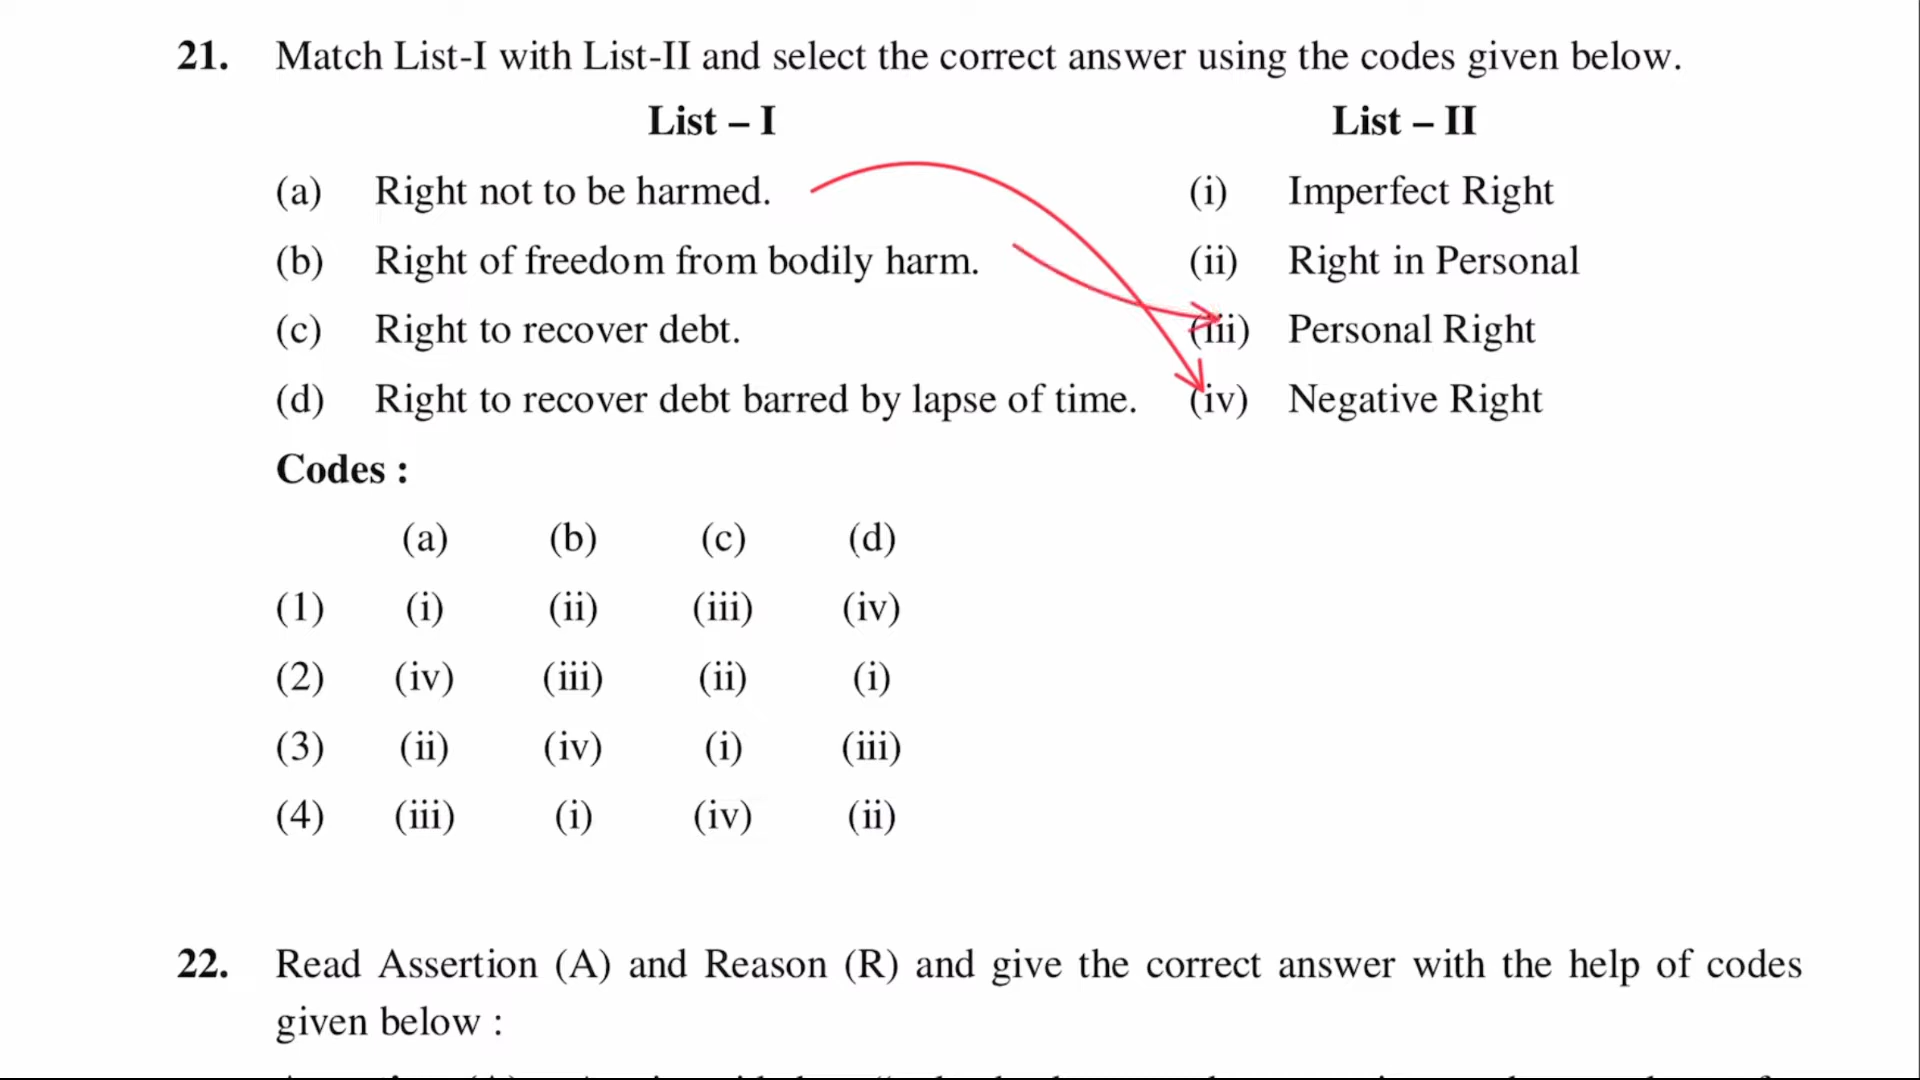 21. Match List-I with List-II and select the correct answer using the codes given below.
List – I List – II
(a) Right not to be harmed. (i) Imperfect Right
(b) Right of freedom from bodily harm. (ii) Right in Personal
(c) Right to recover debt. (iii) Personal Right
(d) Right to recover debt barred by lapse of time. (iv) Negative Right
Codes :
(a) (b) (c) (d)
(1) (i) (ii) (iii) (iv)
(2) (iv) (iii) (ii) (i)
(3) (ii) (iv) (i) (iii)
(4) (iii) (i) (iv) (ii)
22. Read Assertion (A) and Reason (R) and give the correct answer with the help of codes
given below :